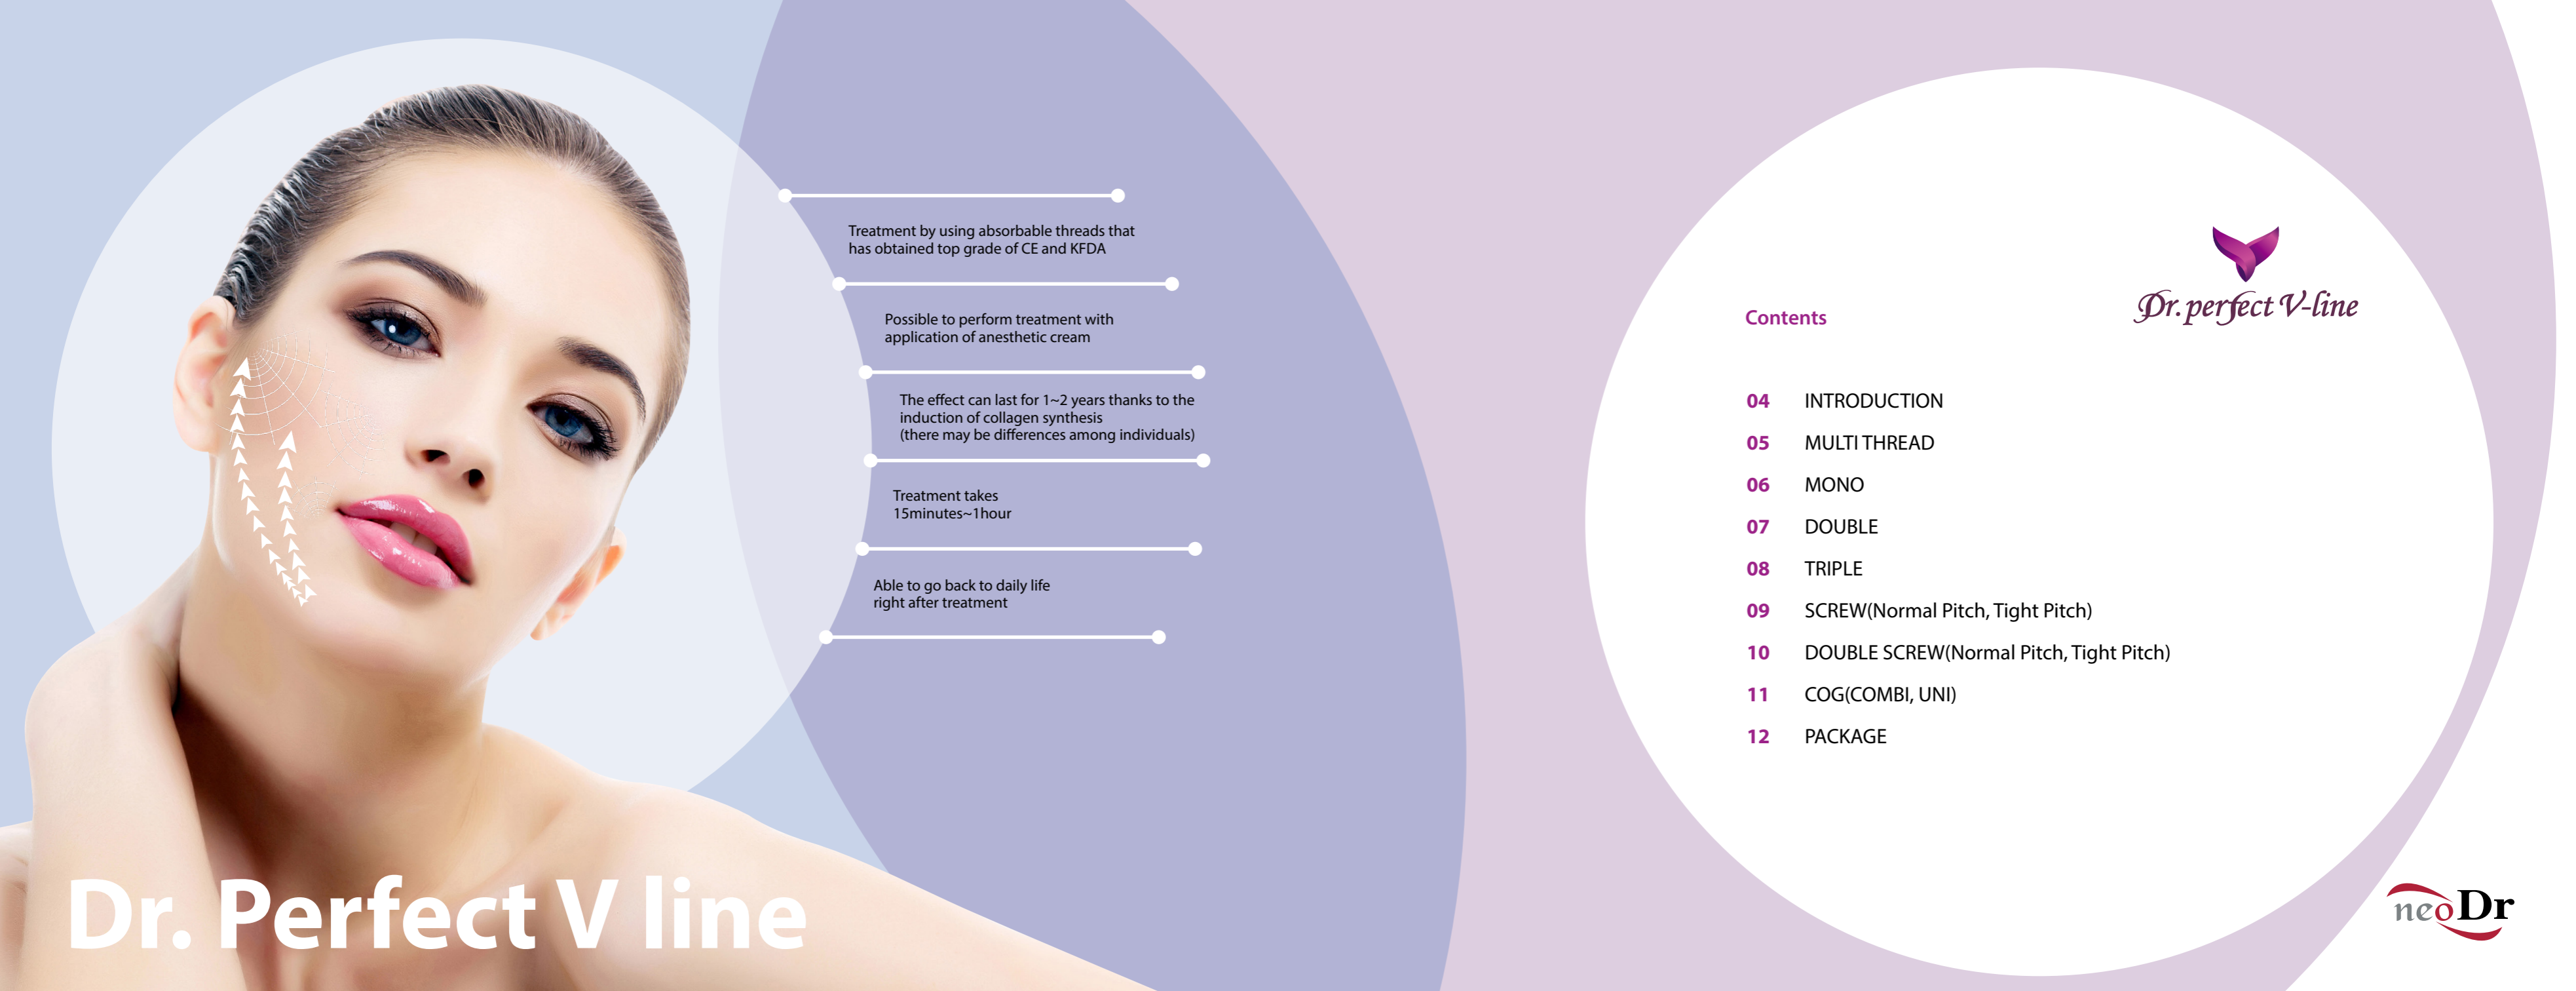 Treatment by using absorbable threads that
has obtained top grade of CE and KFDA
Possible to perform treatment with
application of anesthetic cream
The effect can last for 1~2 years thanks to the
induction of collagen synthesis
(there may be differences among individuals)
Treatment takes
15minutes~1hour
Able to go back to daily life
right after treatment
Dr. Perfect V line
Dr. perfect V-line
Contents
04 INTRODUCTION
05 MULTI THREAD
06 MONO
07 DOUBLE
08 TRIPLE
09 SCREW(Normal Pitch, Tight Pitch)
10 DOUBLE SCREW(Normal Pitch, Tight Pitch)
11 COG(COMBI, UNI)
12 PACKAGE
neoDr